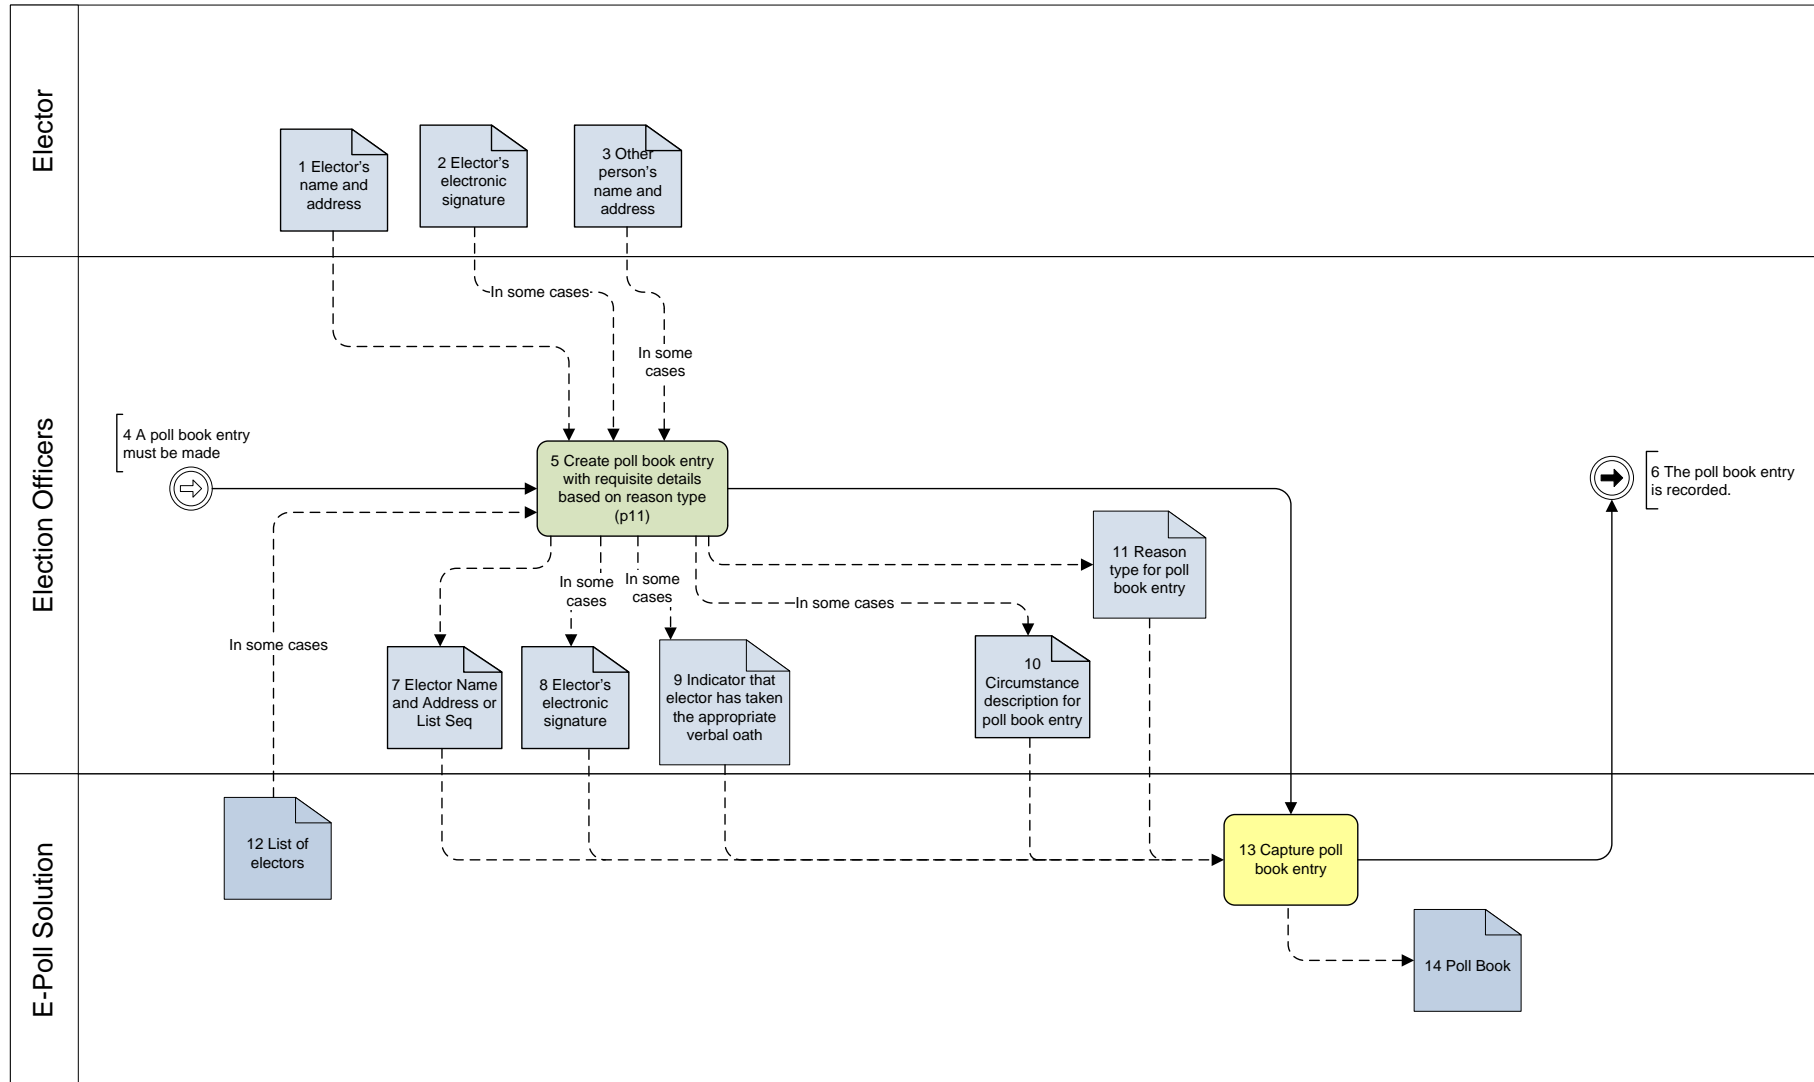 Elector
1 Elector's
name and
address
2 Elector's
electronic
signature
3 Other
person's
name and
address
Election Officers
In some cases
In some
cases
4 A poll book entry
must be made
5 Create poll book entry
with requisite details
based on reason type
(p11)
6 The poll book entry
is recorded.
In some cases
In some
cases
In some
cases
In some cases
11 Reason
type for poll
book entry
7 Elector Name
and Address or
List Seq
8 Elector's
electronic
signature
9 Indicator that
elector has taken
the appropriate
verbal oath
10
Circumstance
description for
poll book entry
E-Poll Solution
12 List of
electors
13 Capture poll
book entry
14 Poll Book